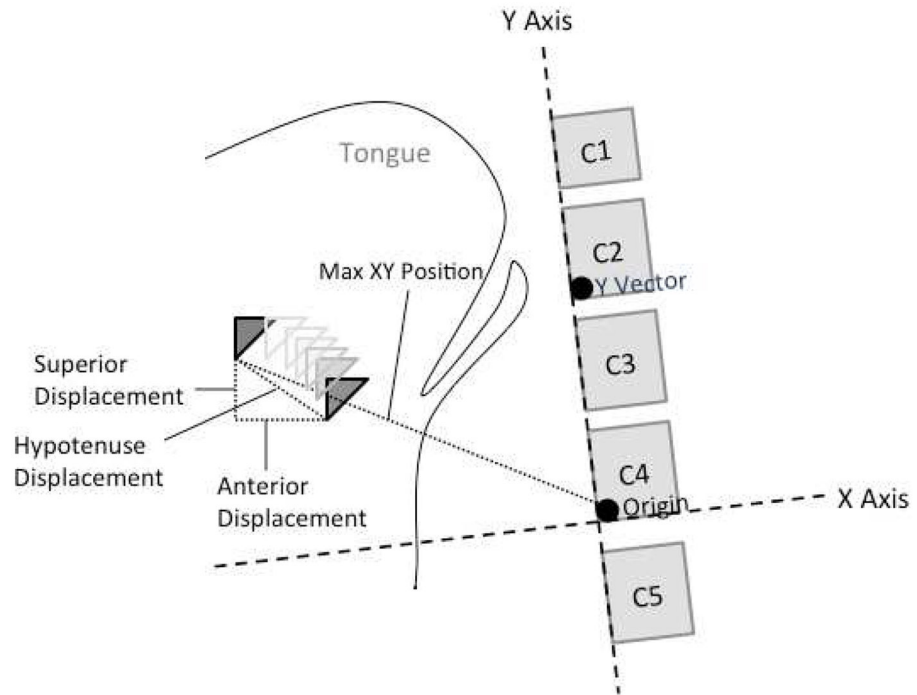 Y Axis
C1
Tongue
C2
Max XY Position
Y Vector
C3
Superior
Displacement
Hypotenuse
Displacement
C4
Anterior
Displacement
Origin
X Axis
C5